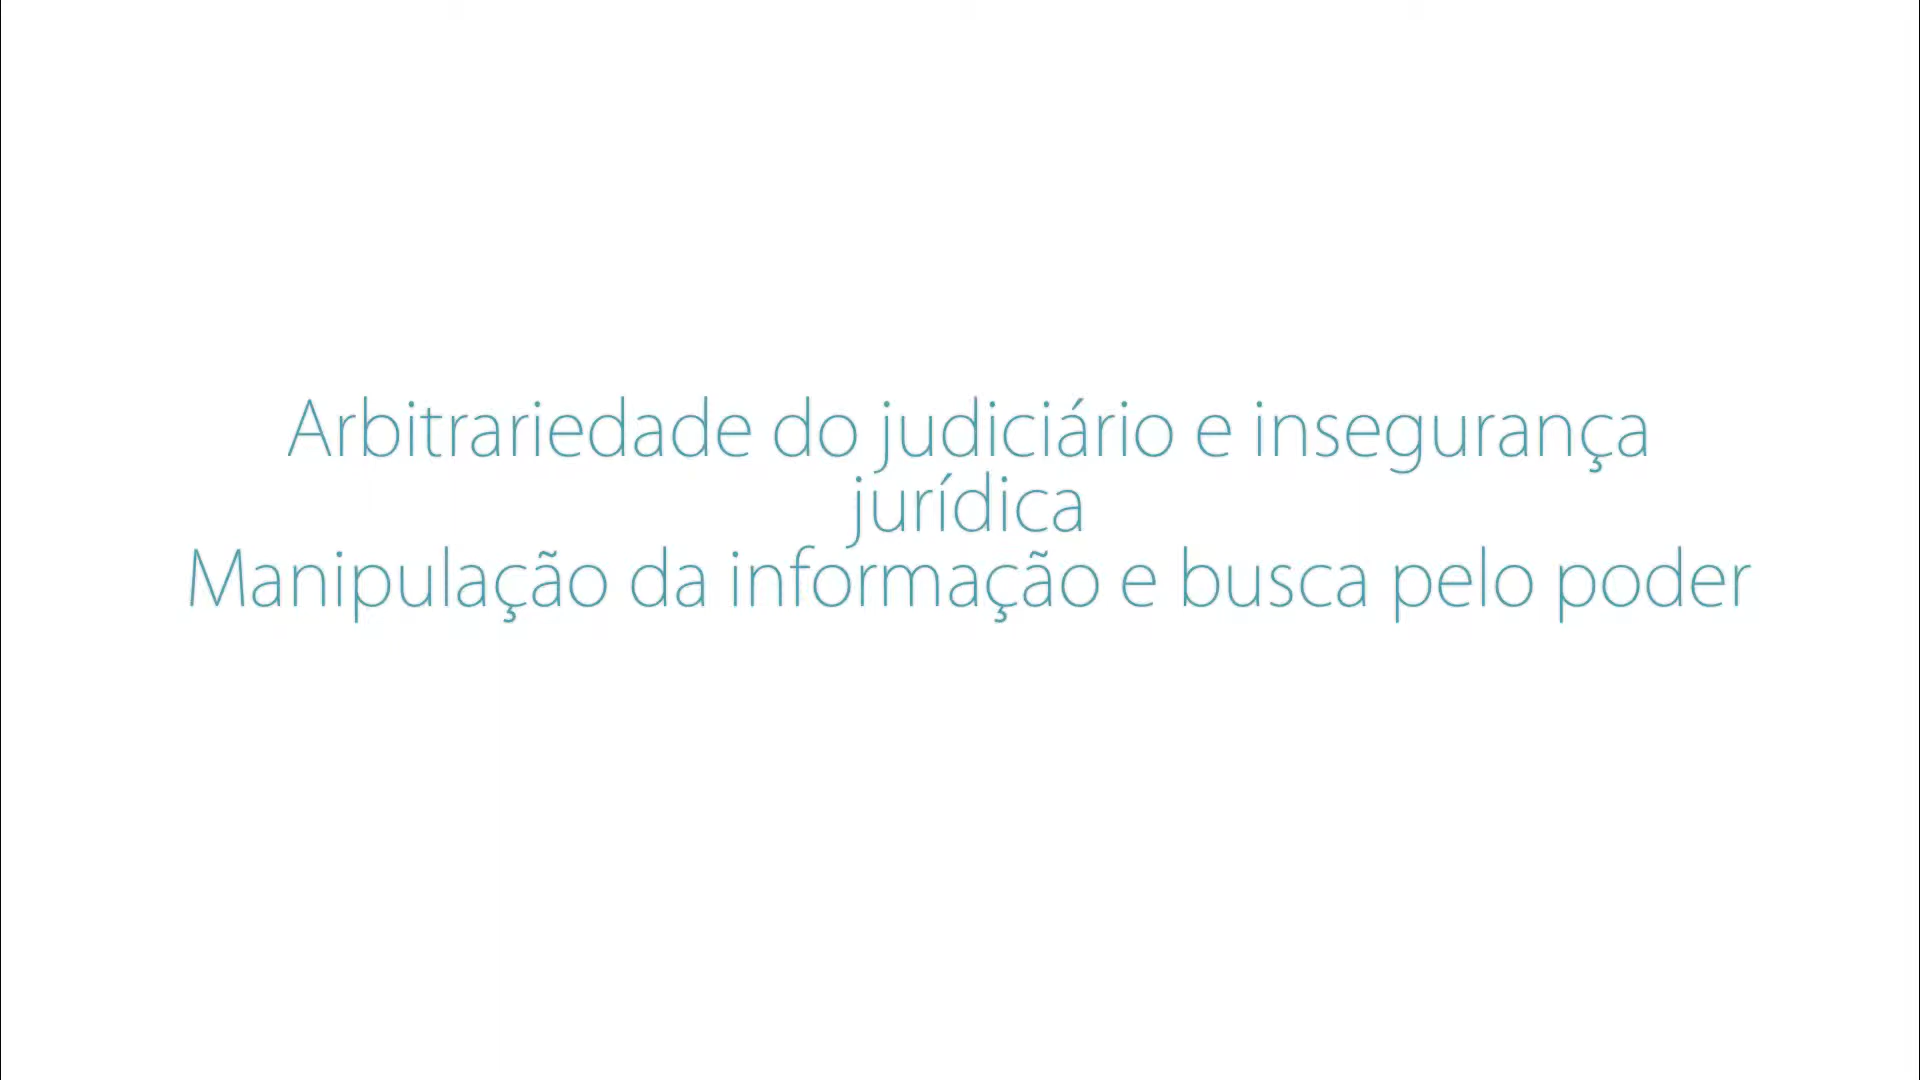 Arbitrariedade do judiciário e insegurança
jurídica
Manipulação da informação e busca pelo poder